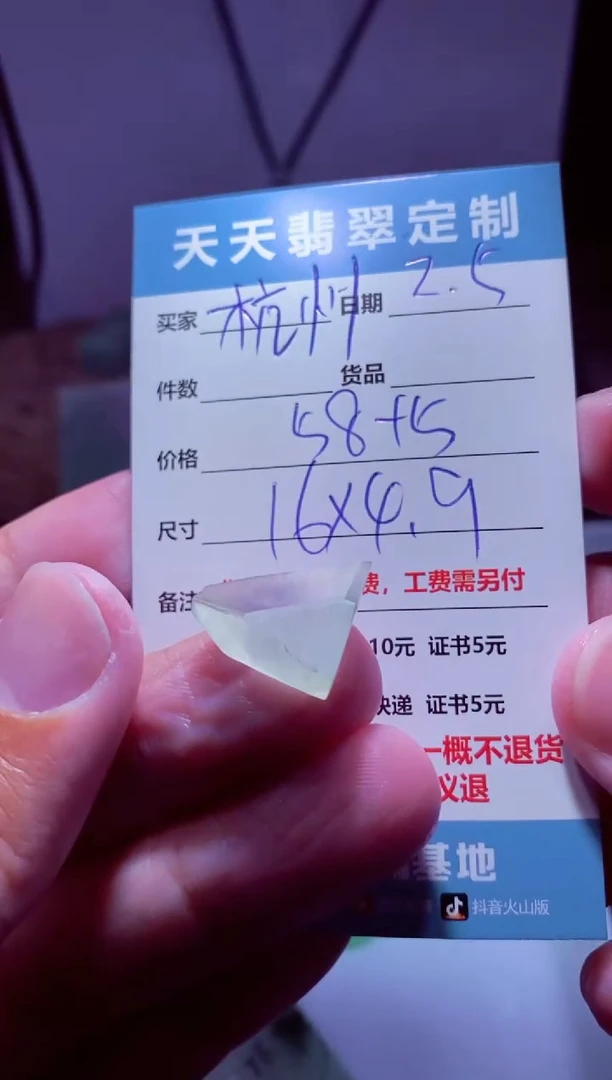 天天翡翠定制
买家 杭州 日期 2.5
件数 货品
价格 58+5
尺寸 16×4.9
备注 费，工费需另付
10元 证书5元
快递 证书5元
一概不退货
议退
基地
抖音火山版